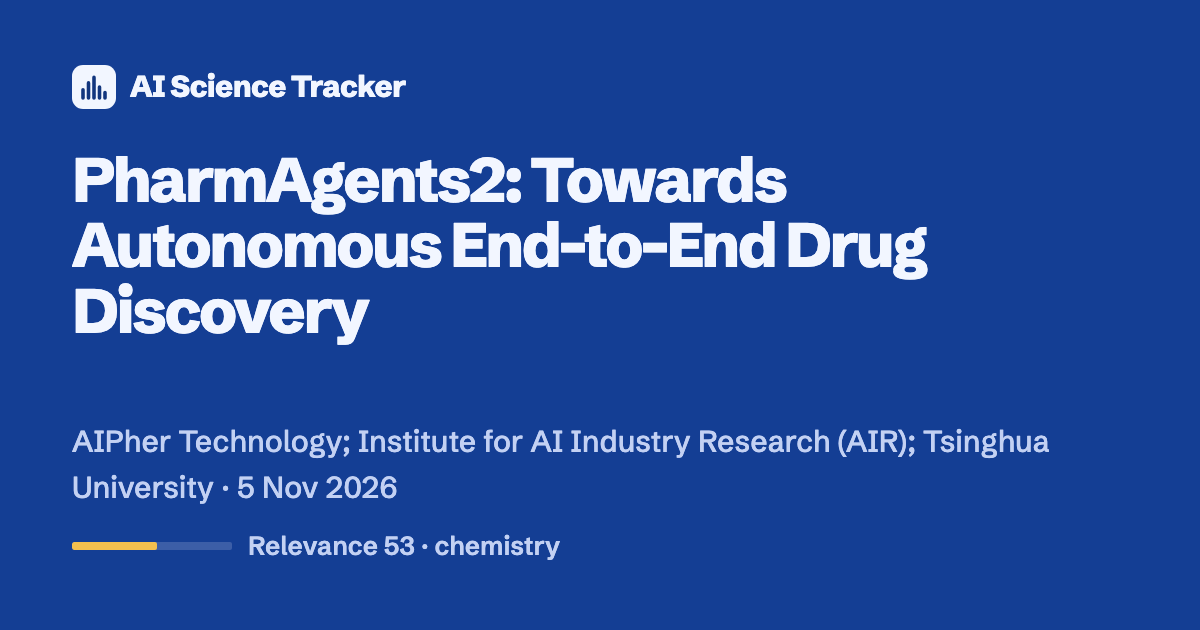 AI Science Tracker
PharmAgents2: Towards
Autonomous End-to-End Drug
Discovery
AIPher Technology; Institute for AI Industry Research (AIR); Tsinghua
University · 5 Nov 2026
Relevance 53 · chemistry